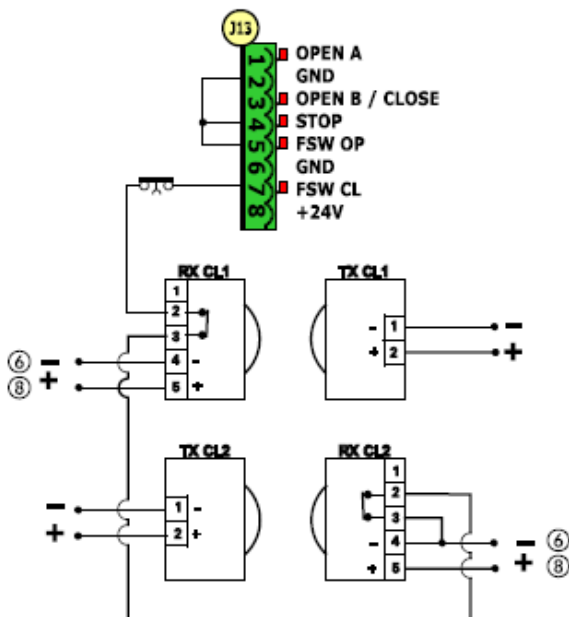 J13
1 OPEN A
2 GND
3 OPEN B / CLOSE
4 STOP
5 FSW OP
6 GND
7 FSW CL
8 +24V
RX CL1
1
2
3
⑥ - 4 -
⑧ + 5 +
TX CL1
- 1 -
+ 2 +
TX CL2
- 1 -
+ 2 +
RX CL2
1
2
3
- 4 - ⑥
+ 5 + ⑧